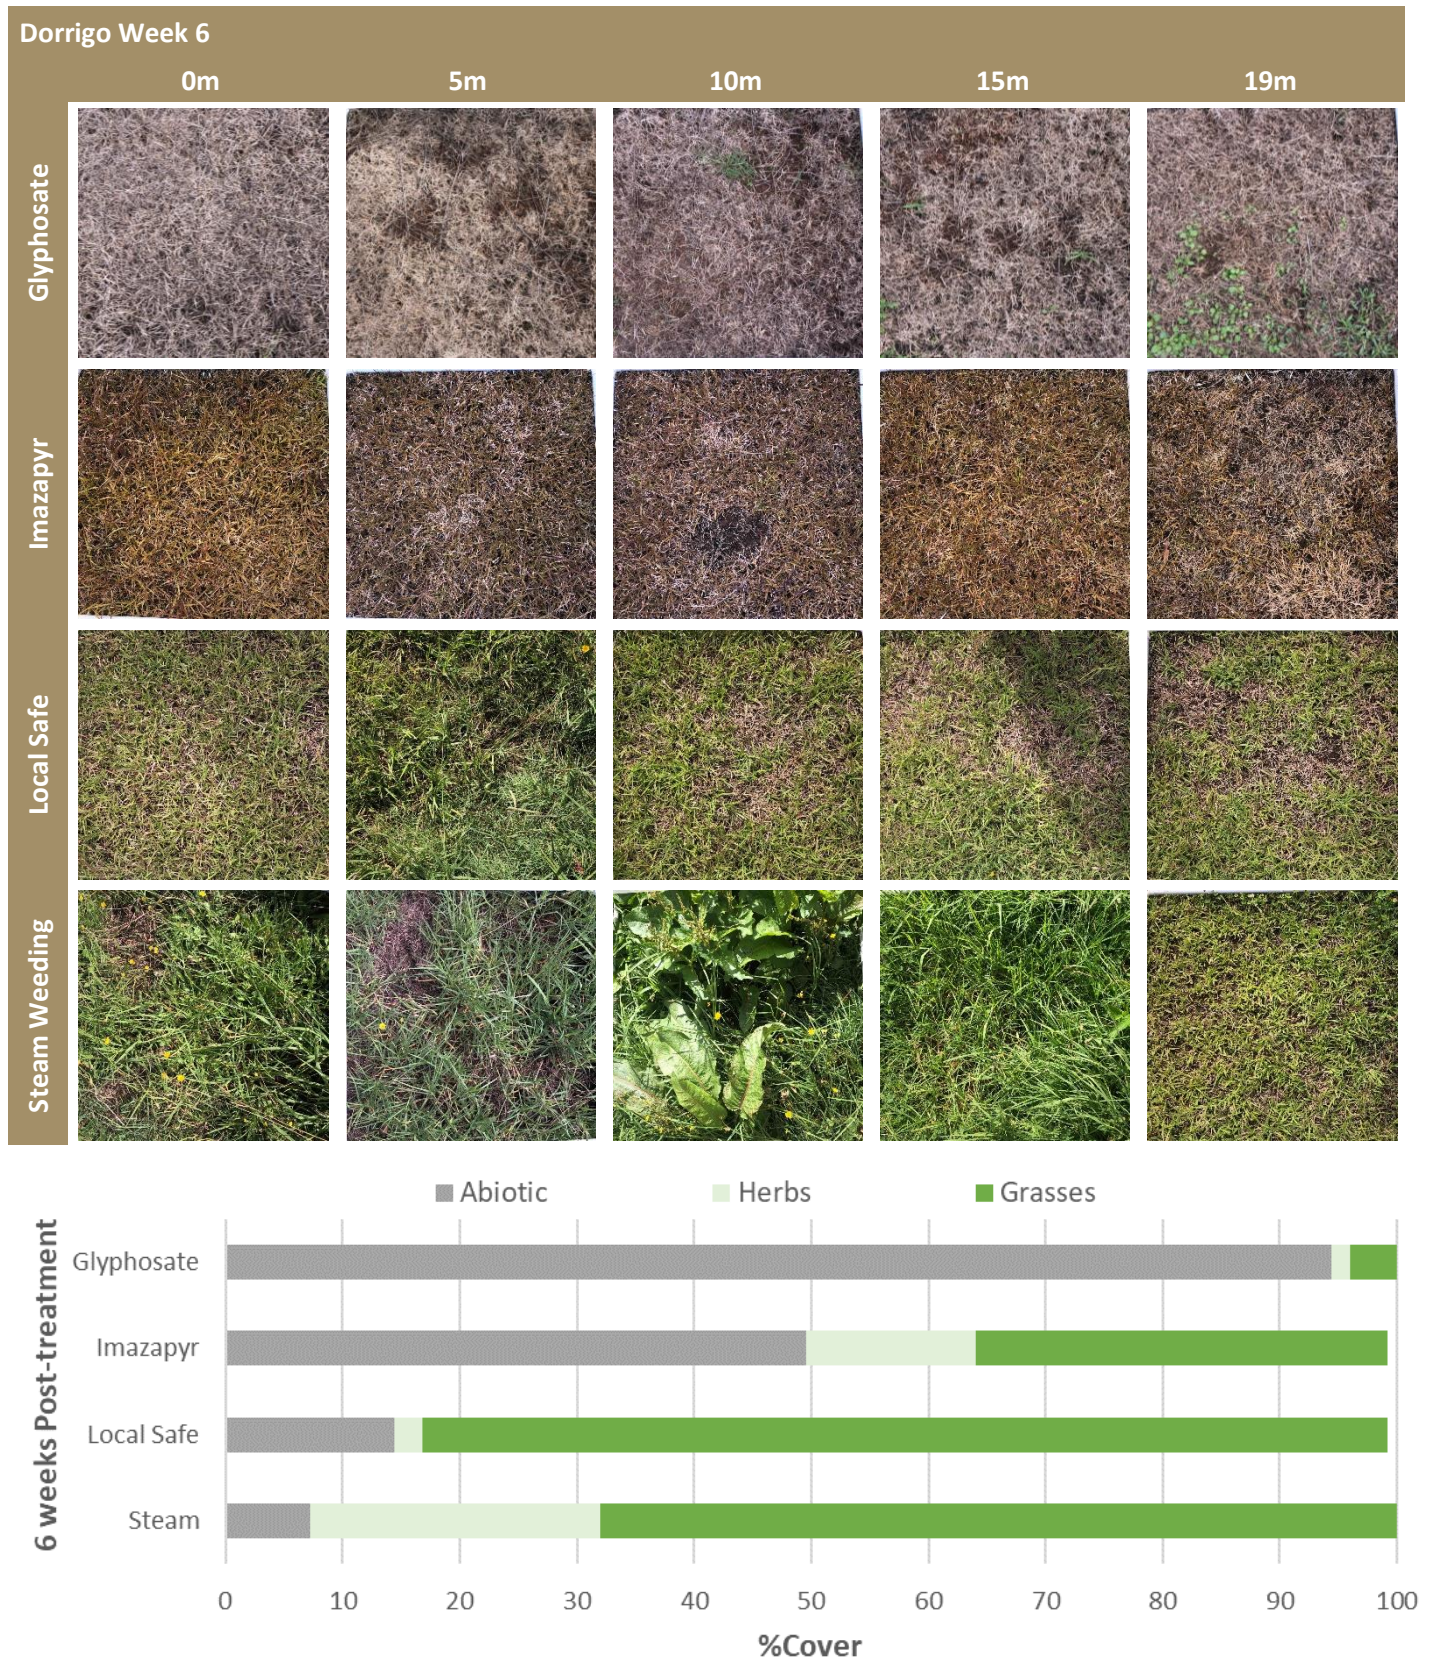 Dorrigo Week 6
0m 5m 10m 15m 19m
Glyphosate
Imazapyr
Local Safe
Steam Weeding
Abiotic Herbs Grasses
6 weeks Post-treatment
Glyphosate
Imazapyr
Local Safe
Steam
0 10 20 30 40 50 60 70 80 90 100
%Cover